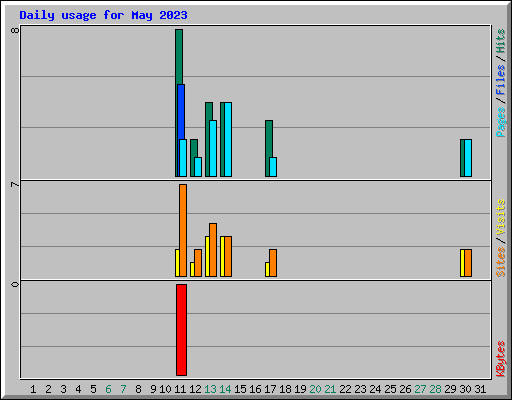 Daily usage for May 2023
8
7
0
Pages / Files / Hits
Sites / Visits
KBytes
1 2 3 4 5 6 7 8 9 10 11 12 13 14 15 16 17 18 19 20 21 22 23 24 25 26 27 28 29 30 31